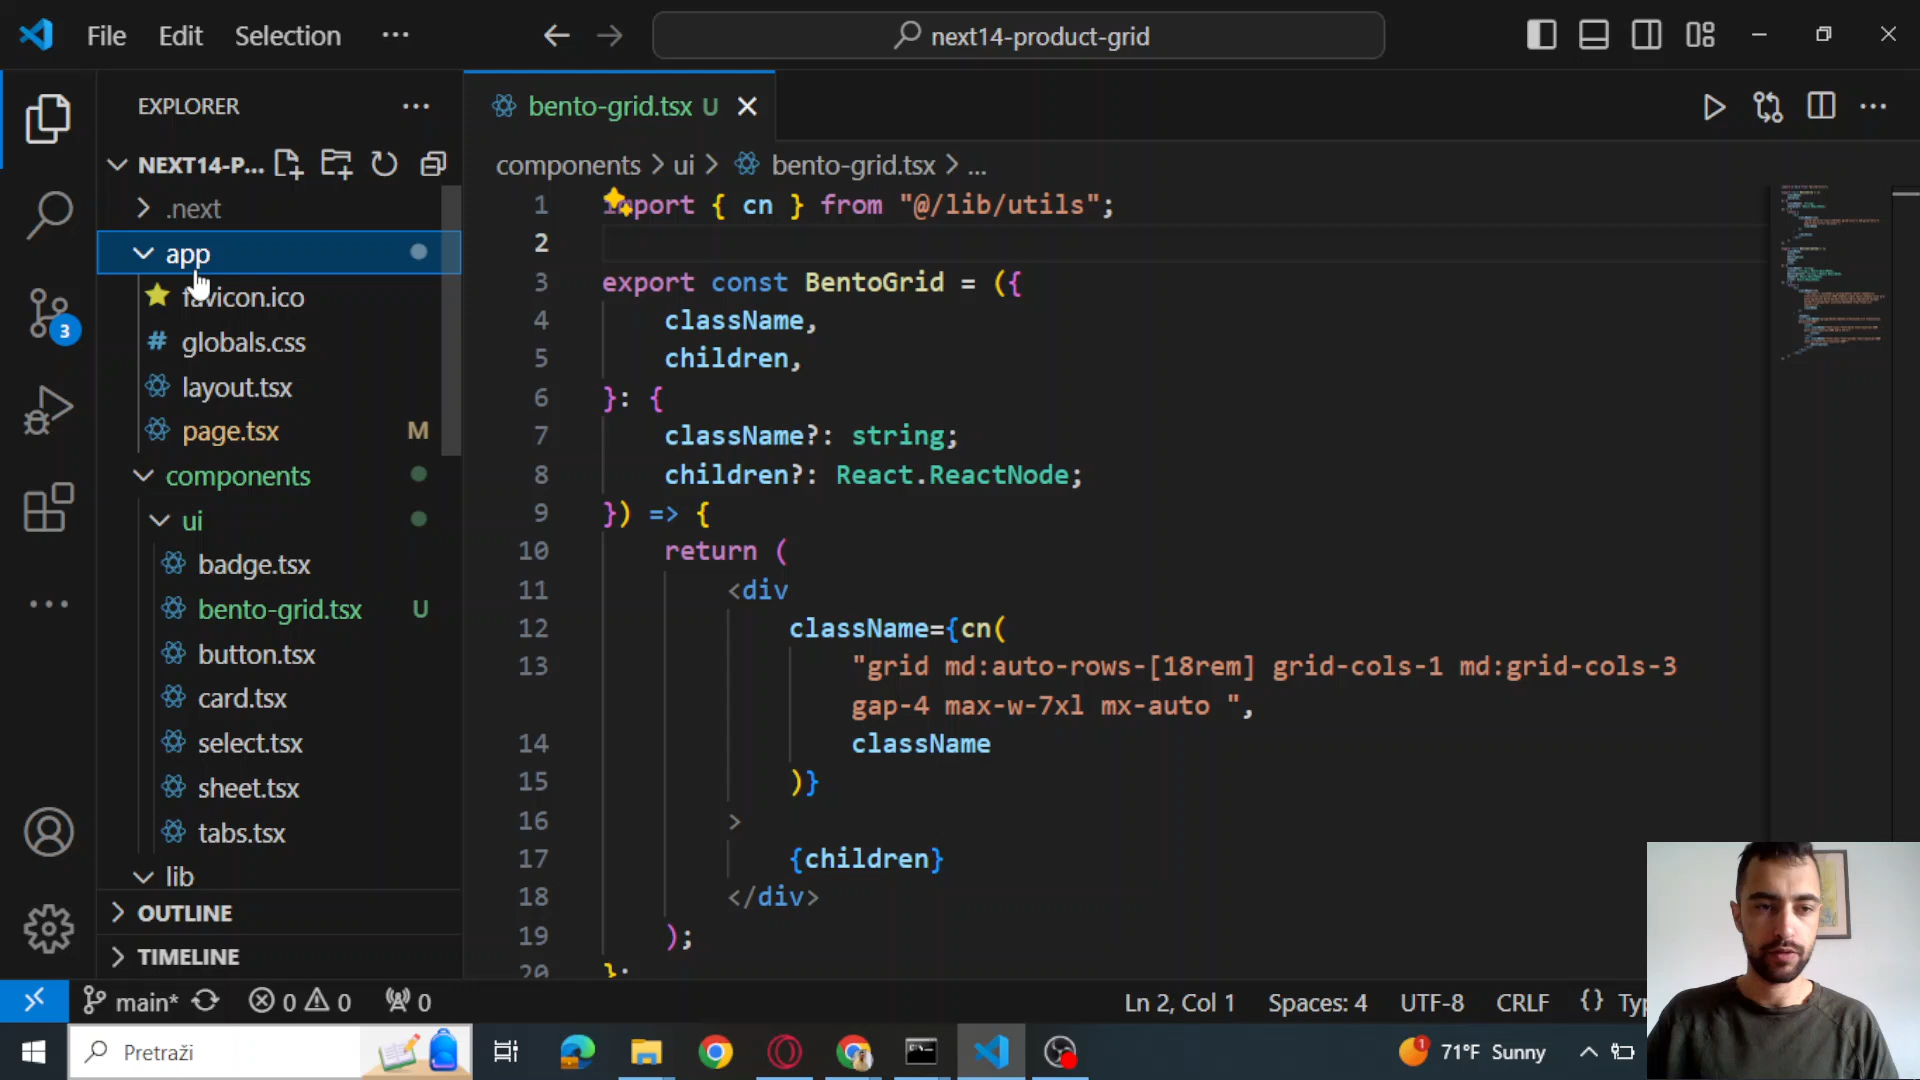 File Edit Selection ···
next14-product-grid
EXPLORER
NEXT14-P...
.next
app
favicon.ico
# globals.css
layout.tsx
page.tsx M
components
ui
badge.tsx
bento-grid.tsx U
button.tsx
card.tsx
select.tsx
sheet.tsx
tabs.tsx
lib
OUTLINE
TIMELINE
3
bento-grid.tsx U
components > ui > bento-grid.tsx > ...
1 import { cn } from "@/lib/utils";
2
3 export const BentoGrid = ({
4 className,
5 children,
6 }: {
7 className?: string;
8 children?: React.ReactNode;
9 }) => {
10 return (
11 <div
12 className={cn(
13 "grid md:auto-rows-[18rem] grid-cols-1 md:grid-cols-3
gap-4 max-w-7xl mx-auto ",
14 className
15 )}
16 >
17 {children}
18 </div>
19 );
20 };
main* 0 0 0
Ln 2, Col 1 Spaces: 4 UTF-8 CRLF {}
Pretraži
1 71°F Sunny